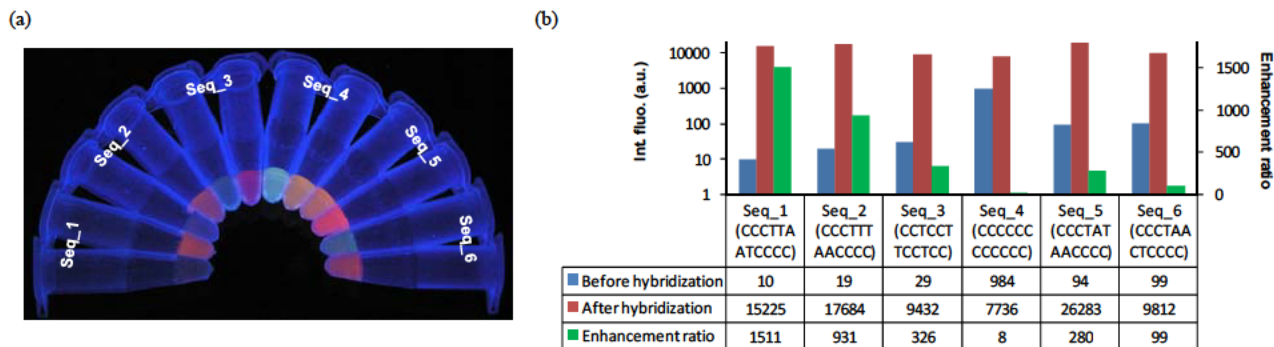 (a)
Seq_1
Seq_2
Seq_3
Seq_4
Seq_5
Seq_6
(b)
Int. fluo. (a.u.)
10000
1000
100
10
1
Enhancement ratio
1500
1000
500
0
Seq_1 Seq_2 Seq_3 Seq_4 Seq_5 Seq_6
(CCCTTA (CCCTTT (CCTCCT (CCCCCC (CCCTAT (CCCTAA
ATCCCC) AACCCC) TCCTCC) CCCCCC) AACCCC) CTCCCC)
Before hybridization 10 19 29 984 94 99
After hybridization 15225 17684 9432 7736 26283 9812
Enhancement ratio 1511 931 326 8 280 99